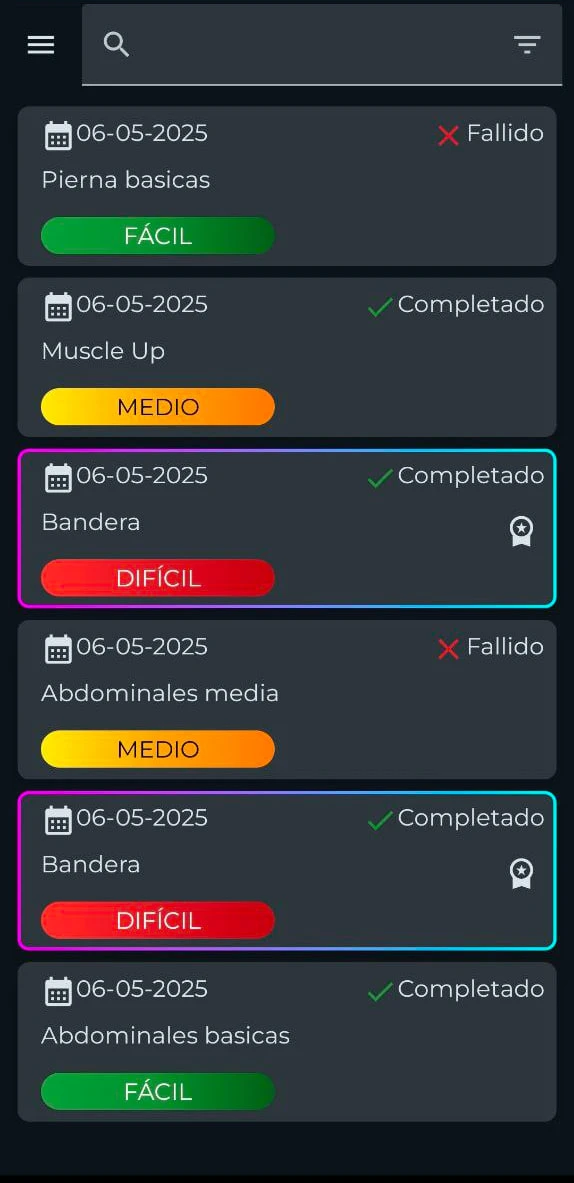 06-05-2025 Fallido
Pierna basicas
FÁCIL
06-05-2025 Completado
Muscle Up
MEDIO
06-05-2025 Completado
Bandera
DIFÍCIL
06-05-2025 Fallido
Abdominales media
MEDIO
06-05-2025 Completado
Bandera
DIFÍCIL
06-05-2025 Completado
Abdominales basicas
FÁCIL